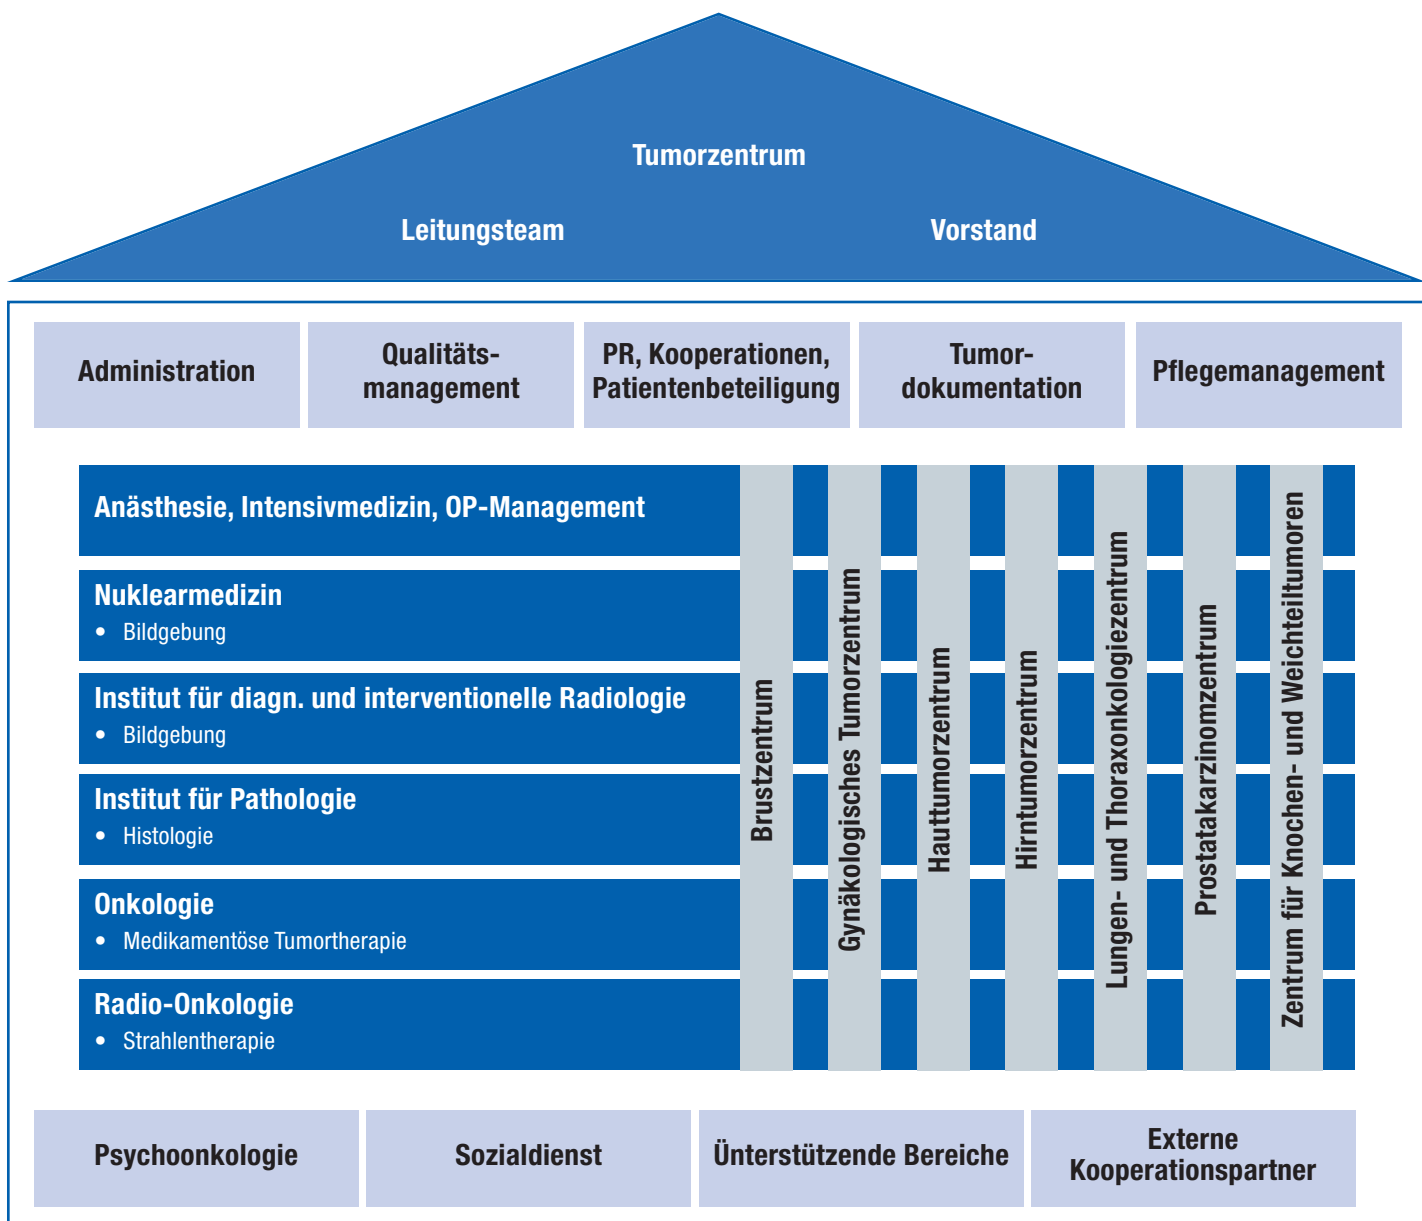 Tumorzentrum
Leitungsteam
Vorstand
Administration
Qualitäts-
management
PR, Kooperationen,
Patientenbeteiligung
Tumor-
dokumentation
Pflegemanagement
Anästhesie, Intensivmedizin, OP-Management
Nuklearmedizin
• Bildgebung
Institut für diagn. und interventionelle Radiologie
• Bildgebung
Institut für Pathologie
• Histologie
Onkologie
• Medikamentöse Tumortherapie
Radio-Onkologie
• Strahlentherapie
Brustzentrum
Gynäkologisches Tumorzentrum
Hauttumorzentrum
Hirntumorzentrum
Lungen- und Thoraxonkologiezentrum
Prostatakarzinomzentrum
Zentrum für Knochen- und Weichteiltumoren
Psychoonkologie
Sozialdienst
Ünterstützende Bereiche
Externe
Kooperationspartner